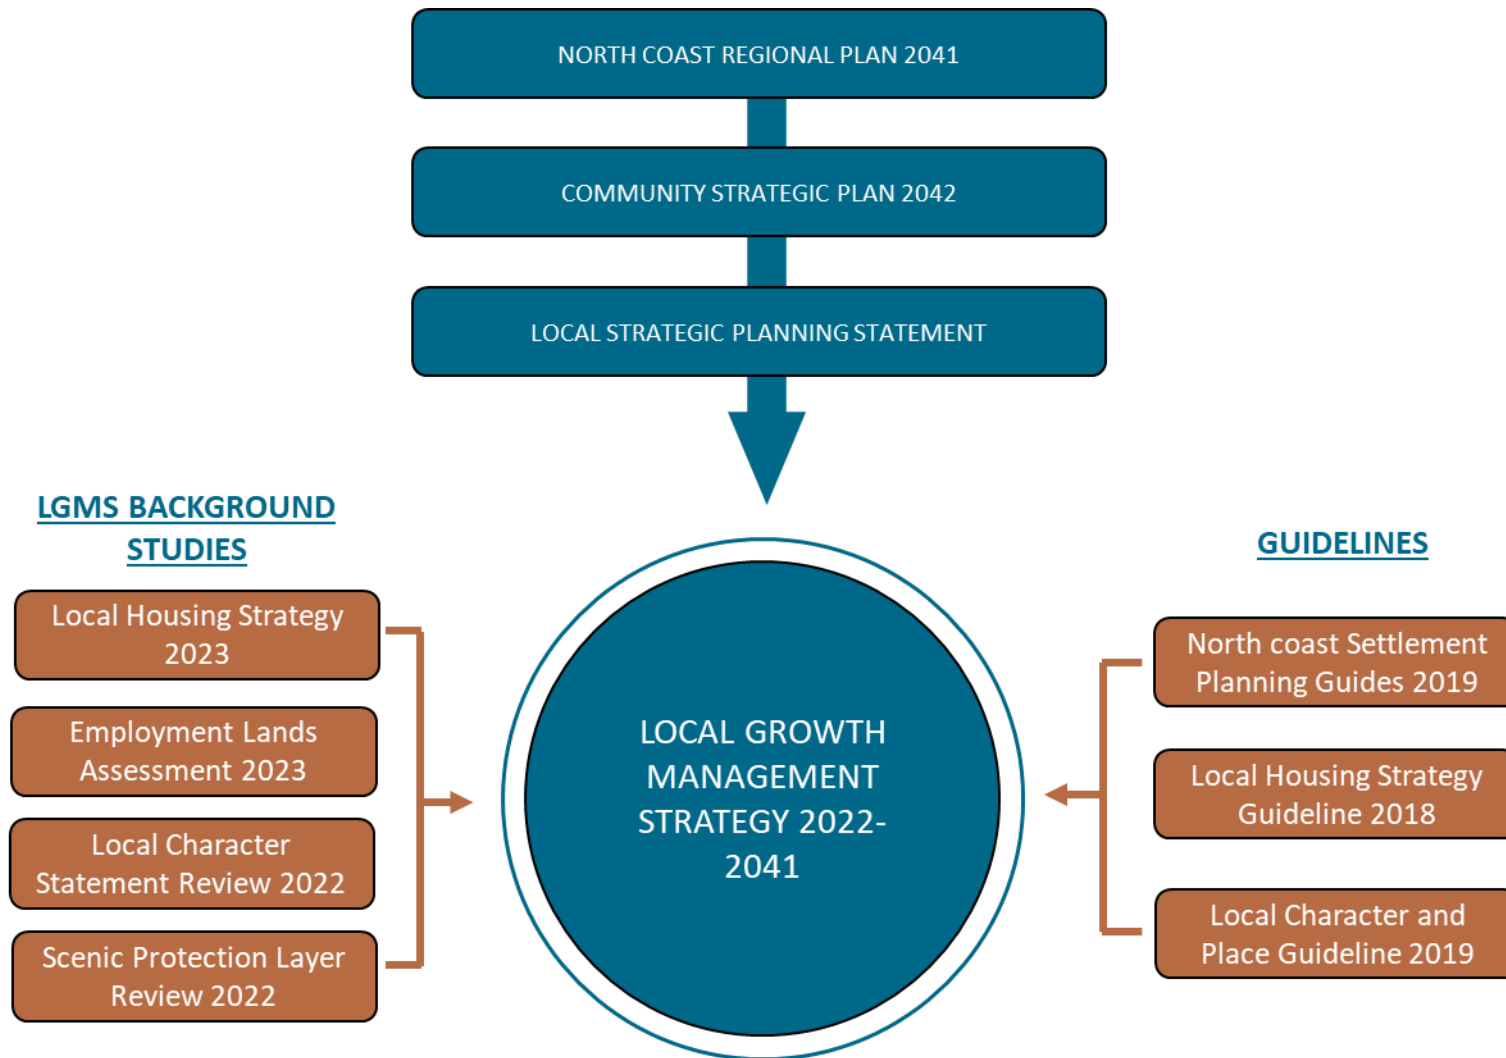 NORTH COAST REGIONAL PLAN 2041
COMMUNITY STRATEGIC PLAN 2042
LOCAL STRATEGIC PLANNING STATEMENT
LGMS BACKGROUND
STUDIES
Local Housing Strategy
2023
Employment Lands
Assessment 2023
Local Character
Statement Review 2022
Scenic Protection Layer
Review 2022
LOCAL GROWTH
MANAGEMENT
STRATEGY 2022-
2041
GUIDELINES
North coast Settlement
Planning Guides 2019
Local Housing Strategy
Guideline 2018
Local Character and
Place Guideline 2019